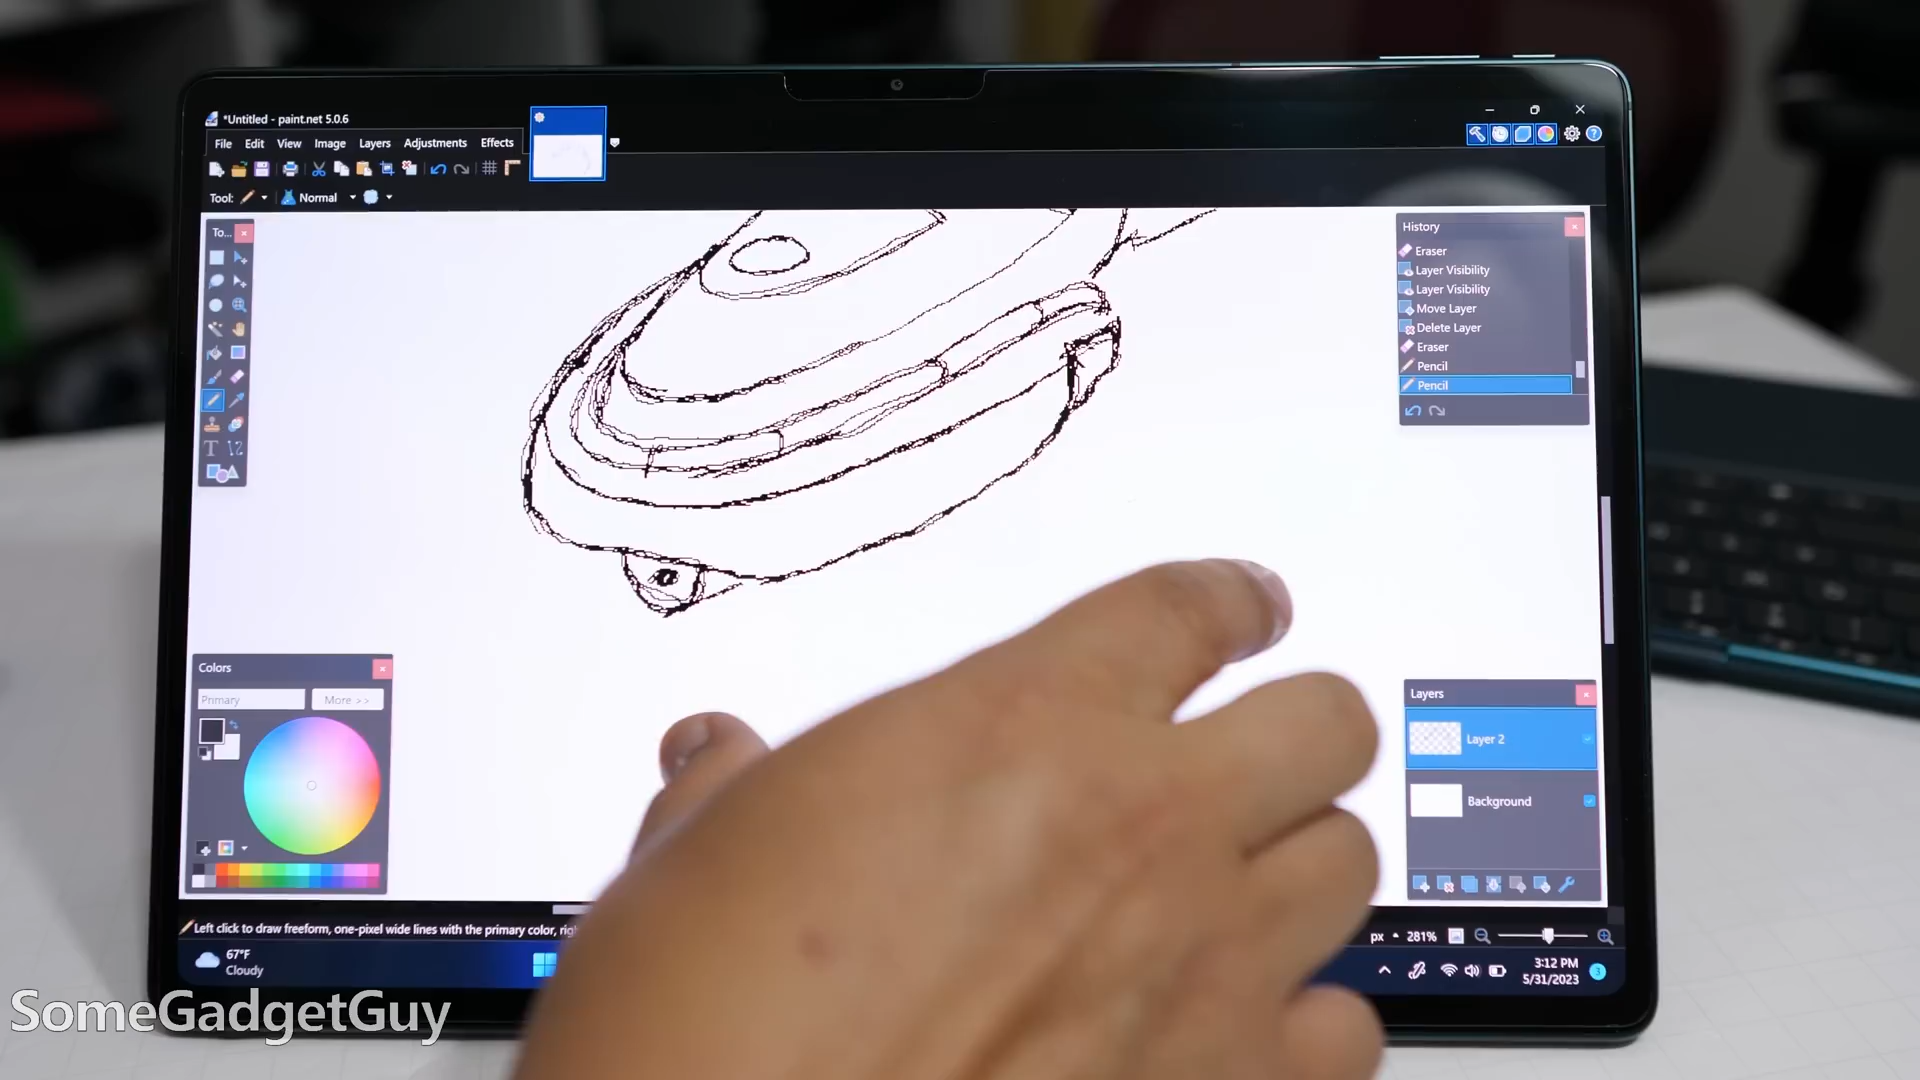 *Untitled - paint.net 5.0.6
File Edit View Image Layers Adjustments Effects
Tool: Normal
To...
History
Eraser
Layer Visibility
Layer Visibility
Move Layer
Delete Layer
Eraser
Pencil
Pencil
T
Colors
Primary More >>
Layers
Layer 2
Background
Left click to draw freeform, one-pixel wide lines with the primary color,
px 281%
67°F
Cloudy
3:12 PM
5/31/2023
3
SomeGadgetGuy